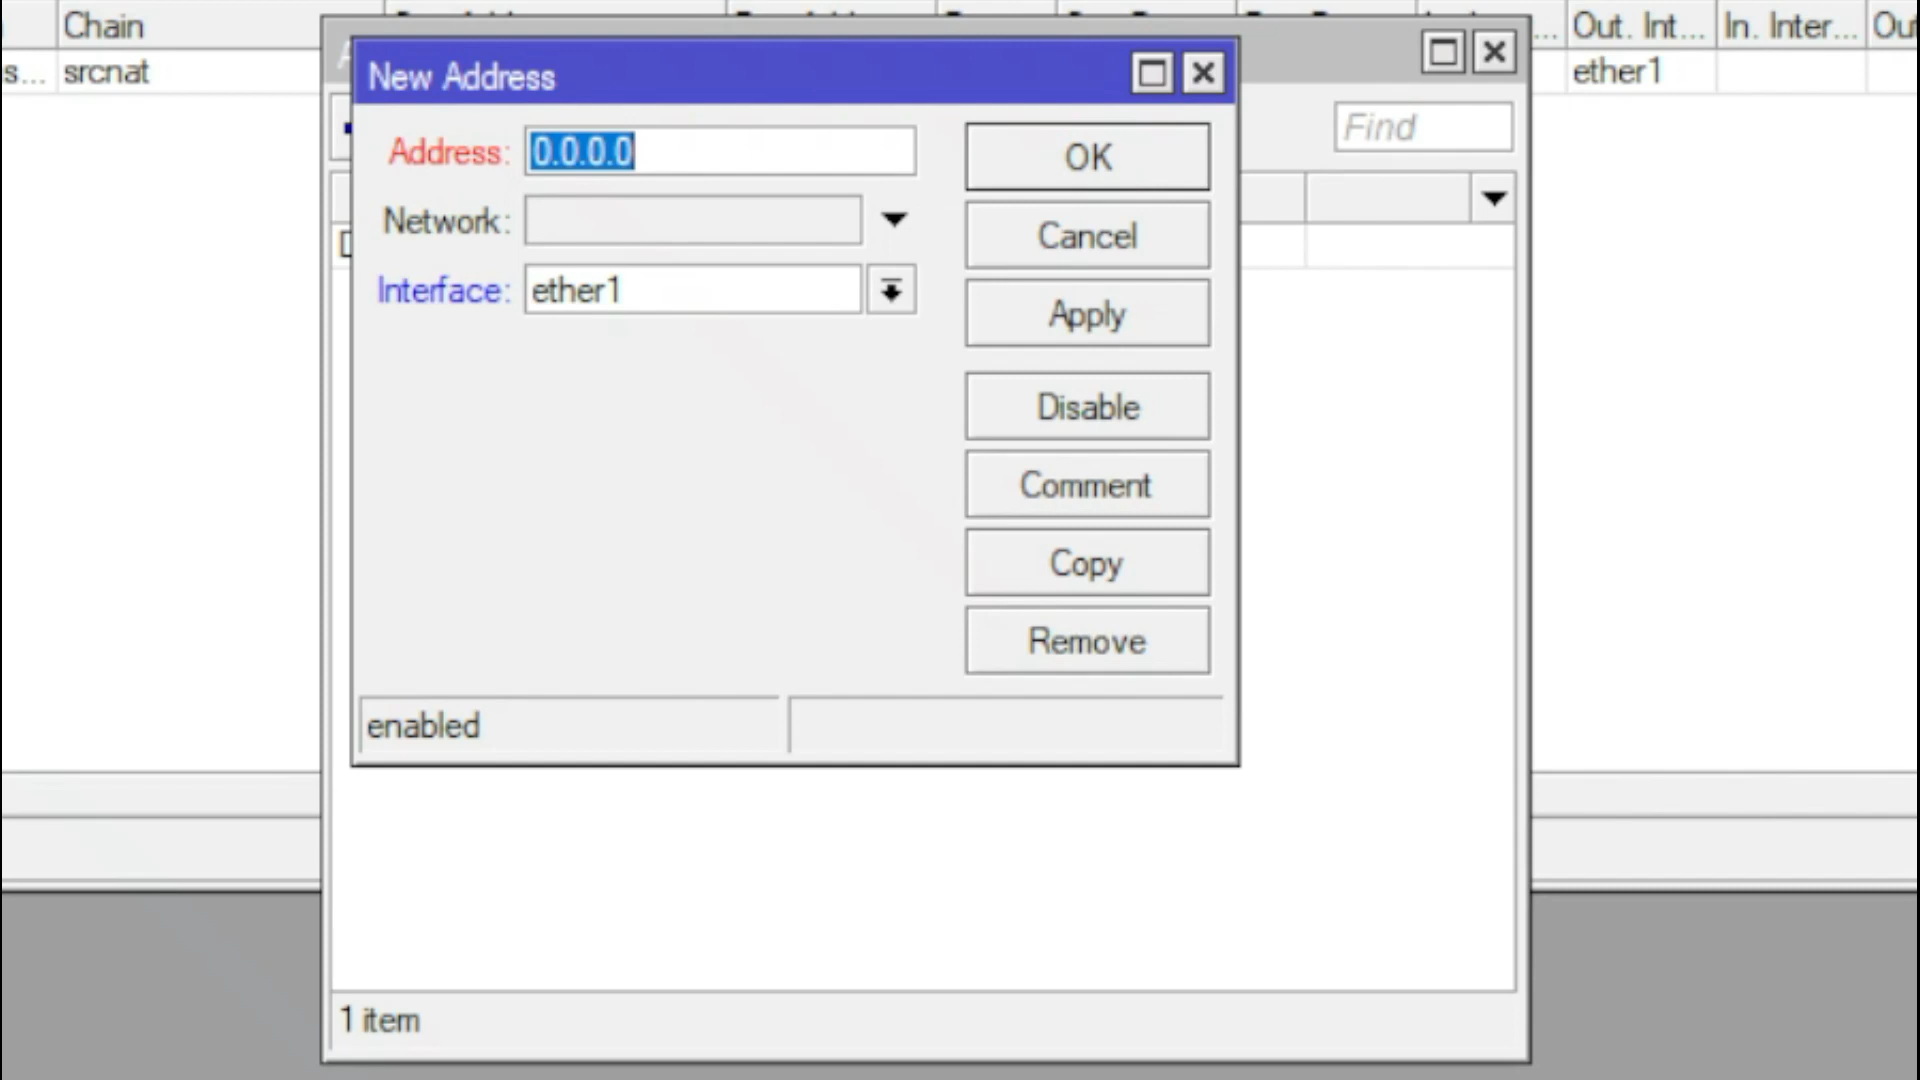 Chain
Out. Int...
In. Inter...
s...
srcnat
ether1
New Address
Find
Address:
0.0.0.0
Network:
Interface:
ether1
OK
Cancel
Apply
Disable
Comment
Copy
Remove
enabled
1 item